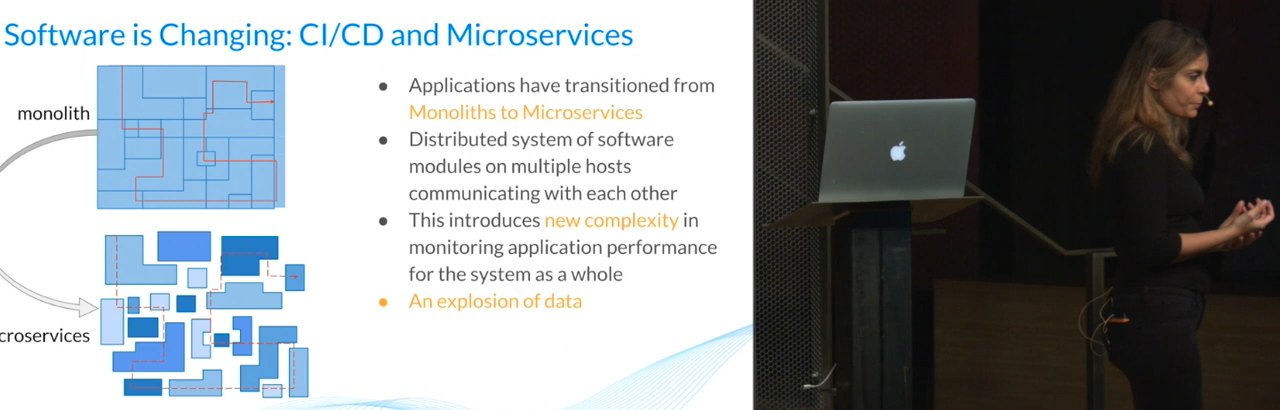 Software is Changing: CI/CD and Microservices
monolith
croservices
● Applications have transitioned from
Monoliths to Microservices
● Distributed system of software
modules on multiple hosts
communicating with each other
● This introduces new complexity in
monitoring application performance
for the system as a whole
● An explosion of data